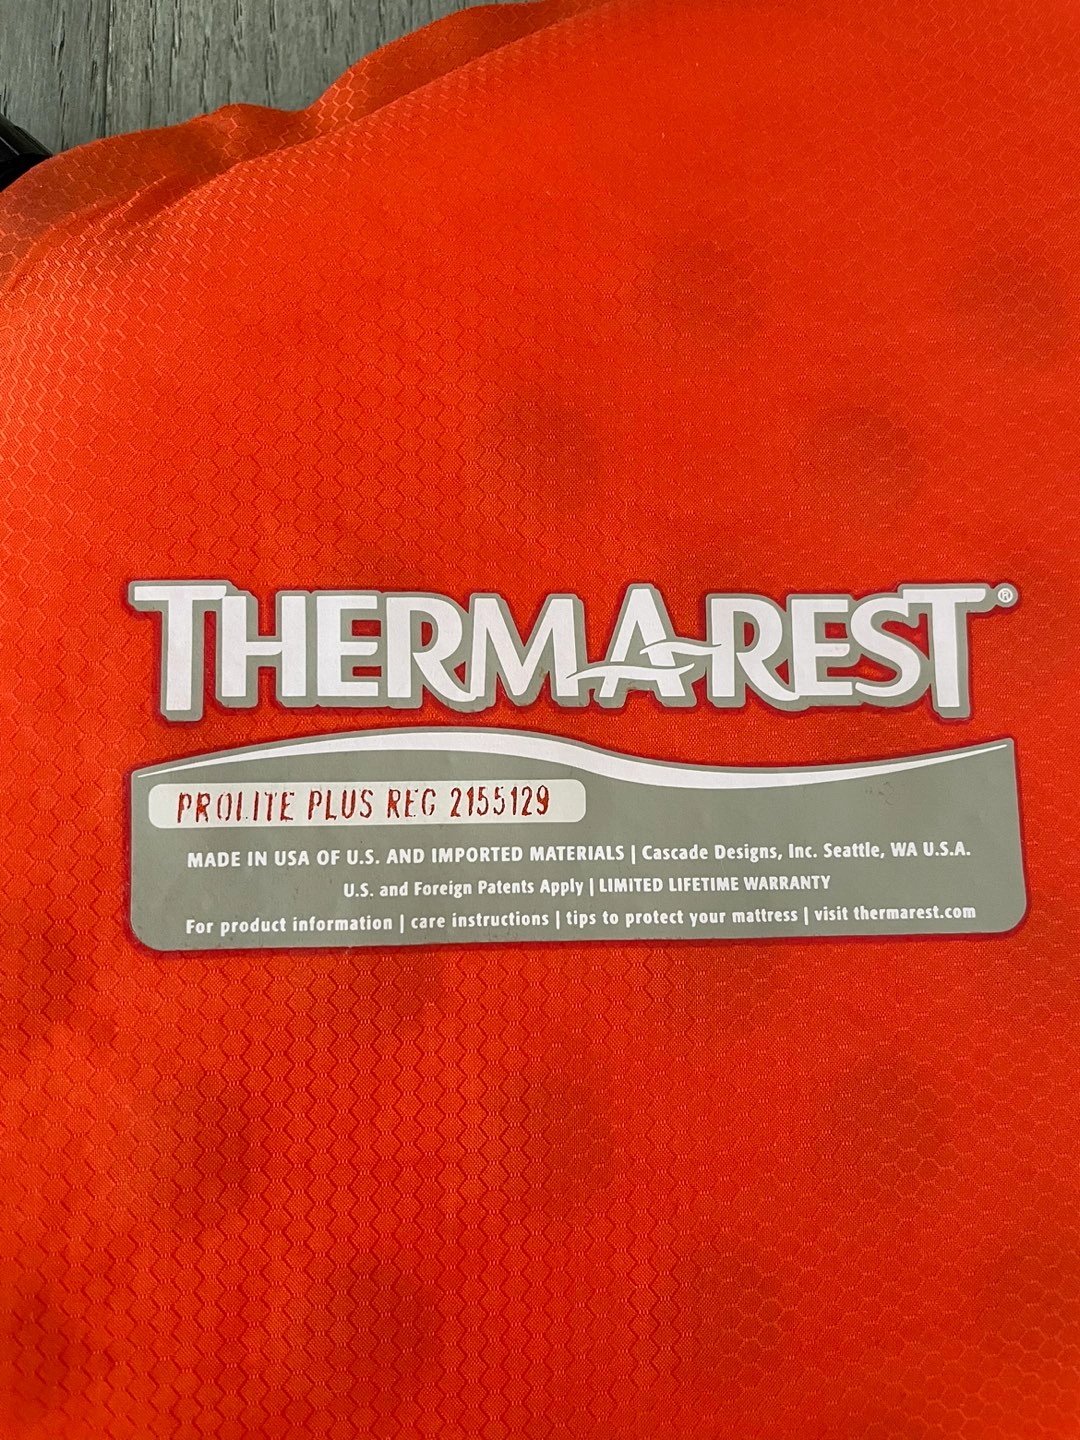 THERMAREST®
PROLITE PLUS REG 2155129
MADE IN USA OF U.S. AND IMPORTED MATERIALS | Cascade Designs, Inc. Seattle, WA U.S.A.
U.S. and Foreign Patents Apply | LIMITED LIFETIME WARRANTY
For product information | care instructions | tips to protect your mattress | visit thermarest.com